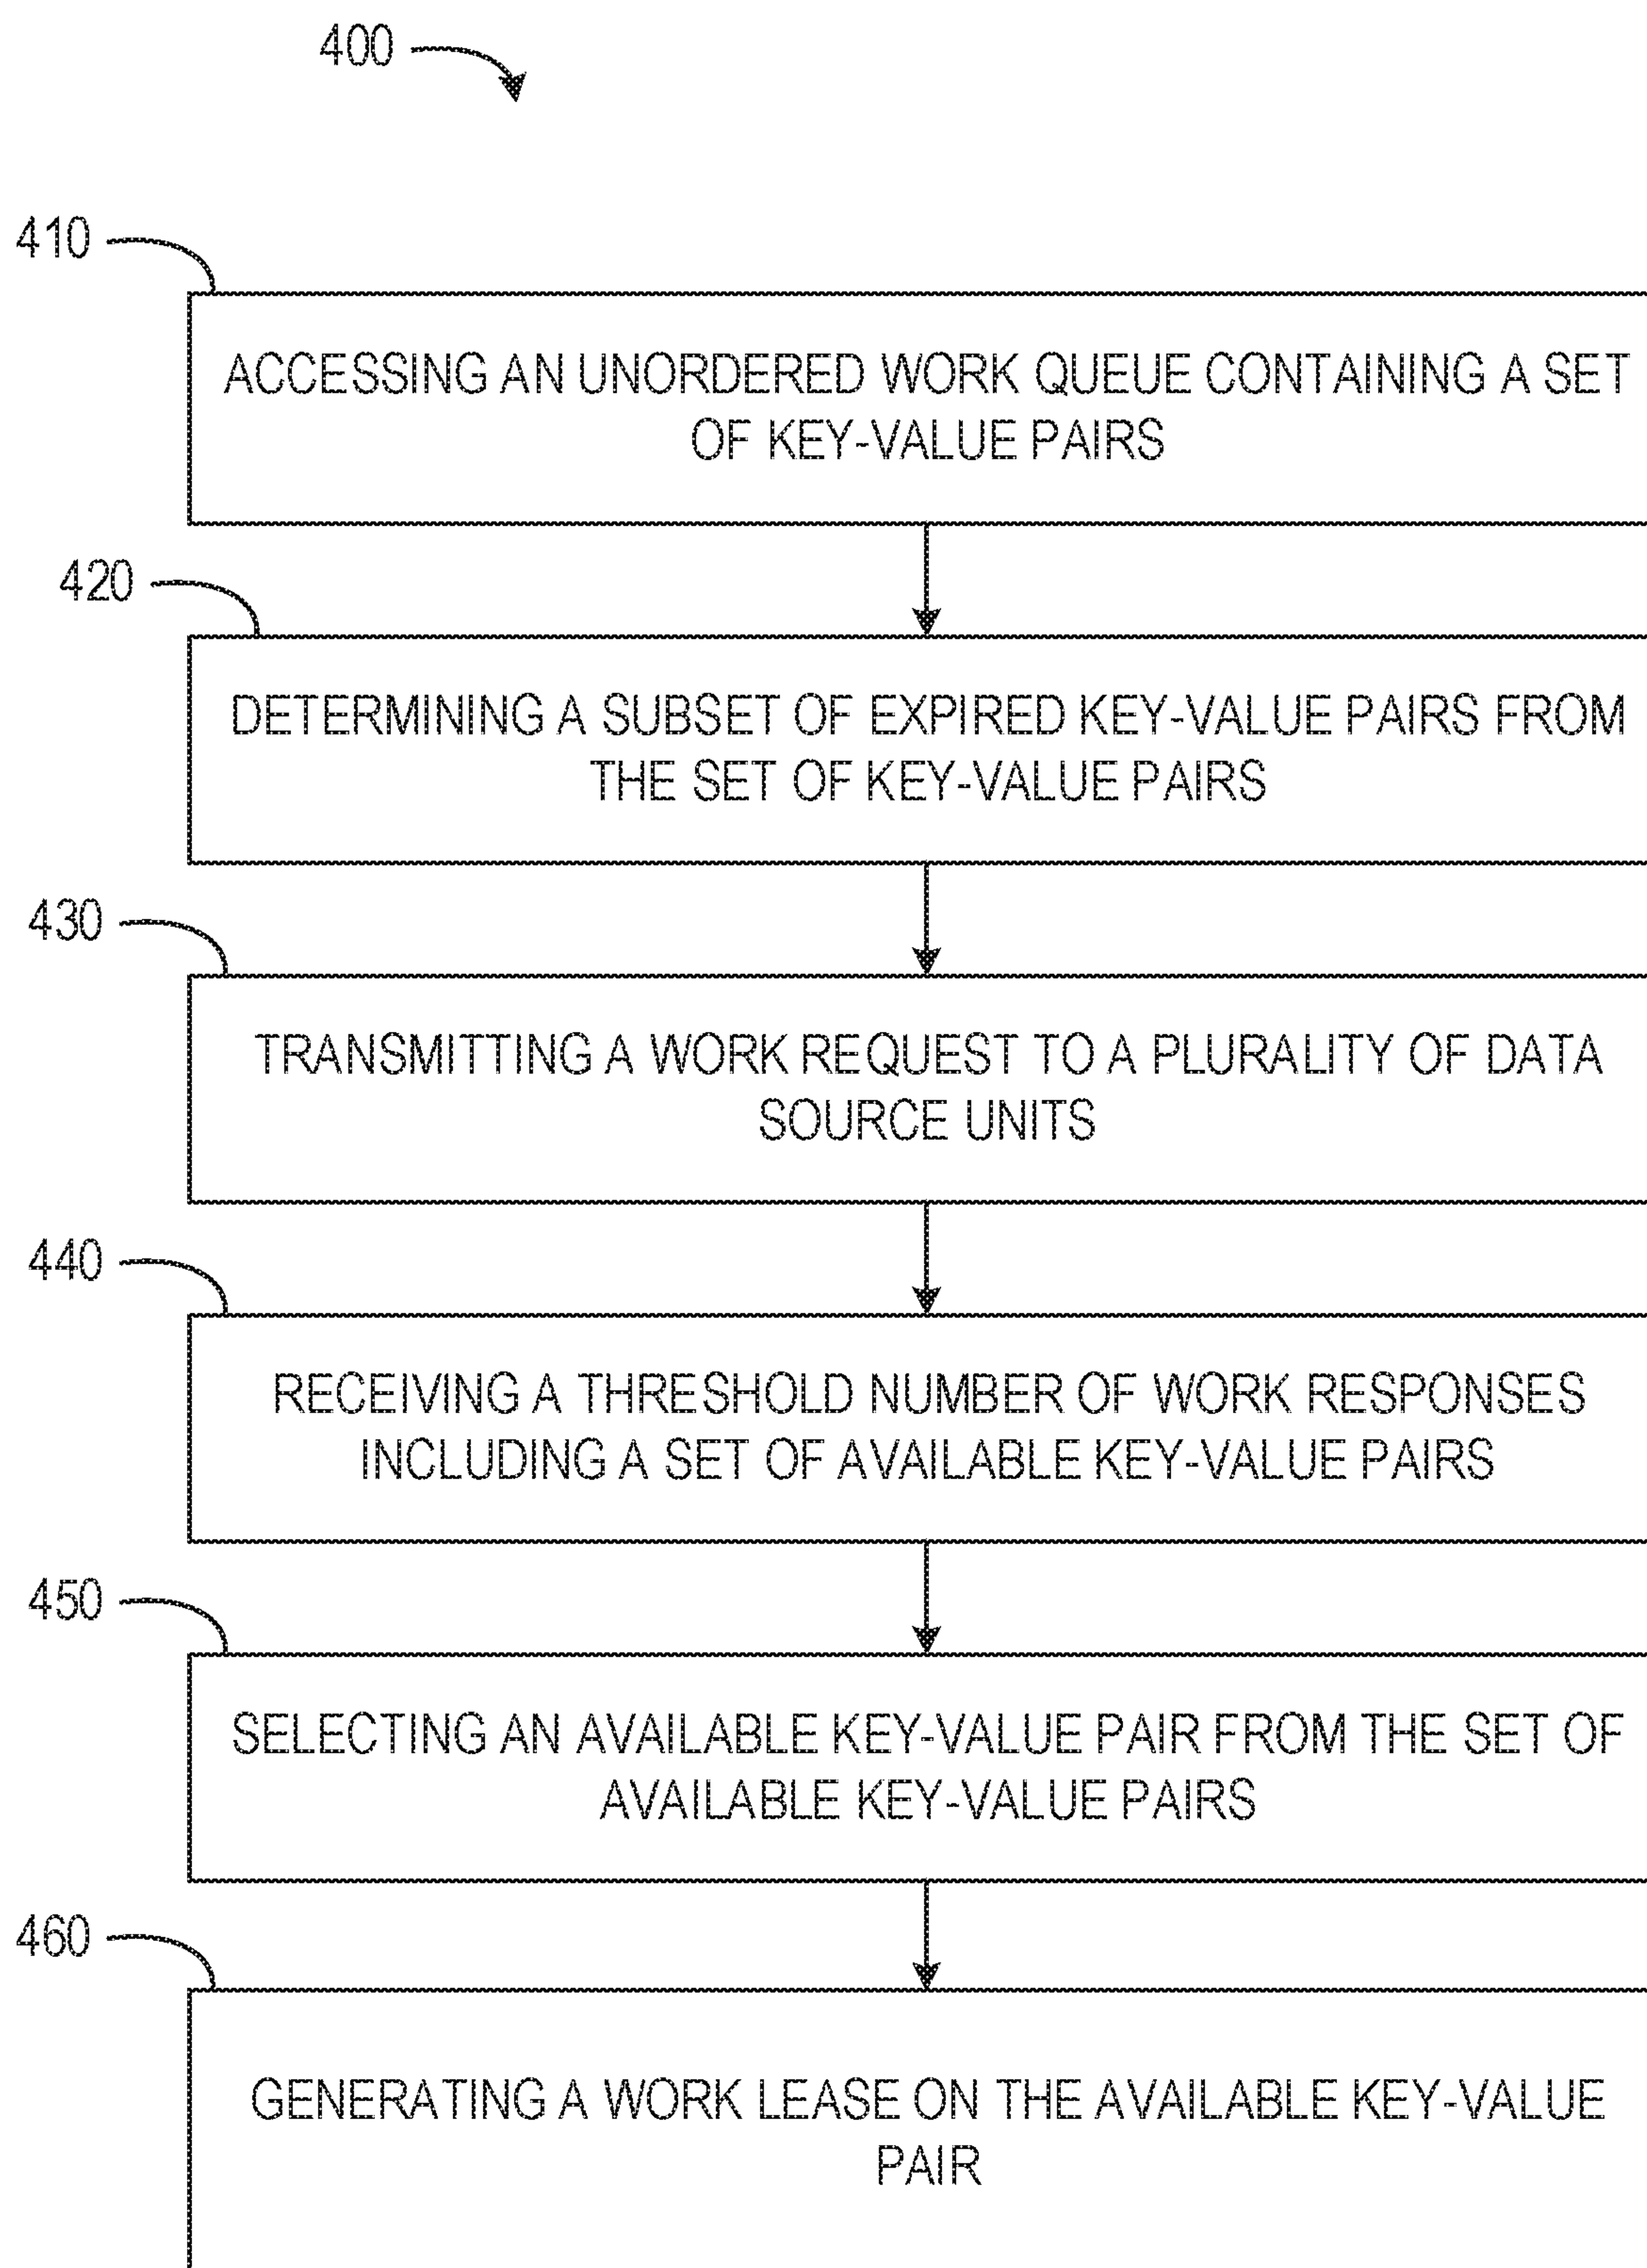 400
410
ACCESSING AN UNORDERED WORK QUEUE CONTAINING A SET
OF KEY-VALUE PAIRS
420
DETERMINING A SUBSET OF EXPIRED KEY-VALUE PAIRS FROM
THE SET OF KEY-VALUE PAIRS
430
TRANSMITTING A WORK REQUEST TO A PLURALITY OF DATA
SOURCE UNITS
440
RECEIVING A THRESHOLD NUMBER OF WORK RESPONSES
INCLUDING A SET OF AVAILABLE KEY-VALUE PAIRS
450
SELECTING AN AVAILABLE KEY-VALUE PAIR FROM THE SET OF
AVAILABLE KEY-VALUE PAIRS
460
GENERATING A WORK LEASE ON THE AVAILABLE KEY-VALUE
PAIR